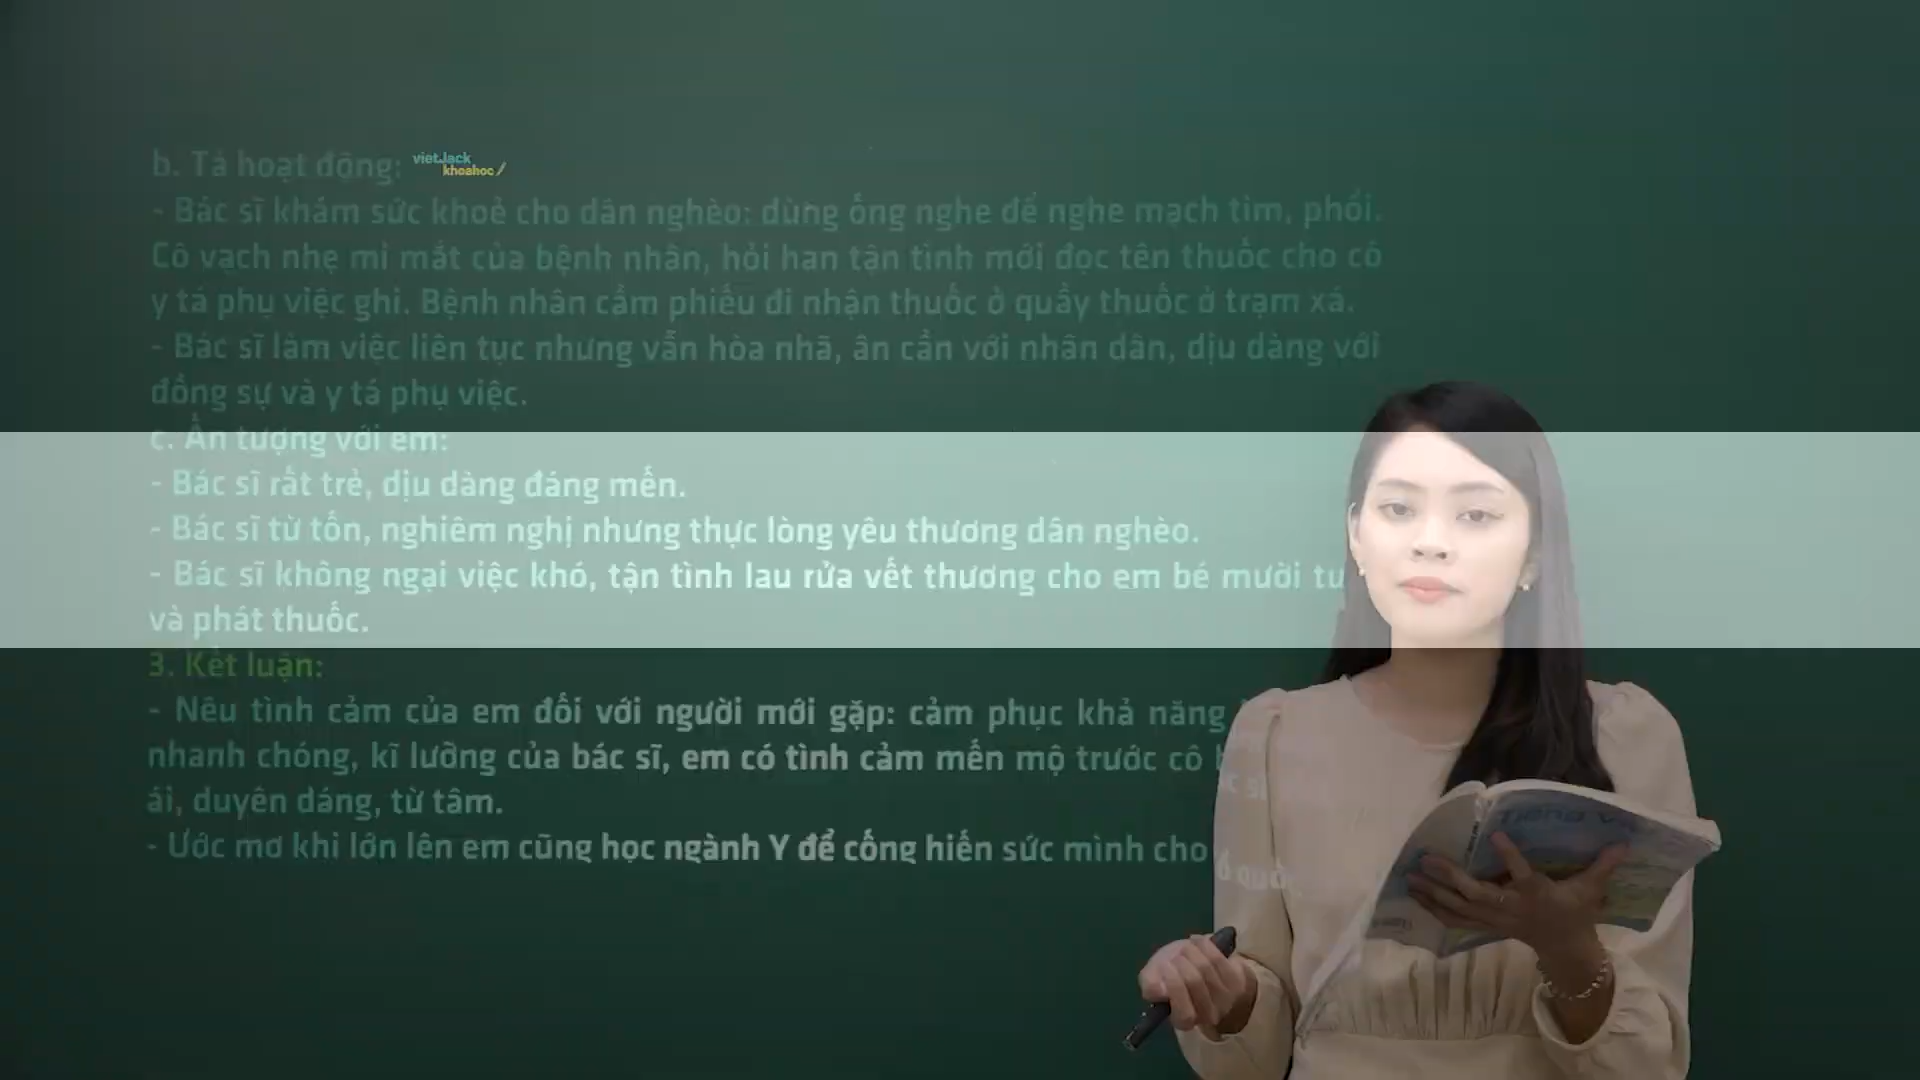 b. Tả hoạt động:
vietJack
khoahoc
- Bác sĩ khám sức khoẻ cho dân nghèo: dùng ống nghe để nghe mạch tim, phổi.
Cô vạch nhẹ mi mắt của bệnh nhân, hỏi han tận tình mới đọc tên thuốc cho cô
y tá phụ việc ghi. Bệnh nhân cầm phiếu đi nhận thuốc ở quầy thuốc ở trạm xá.
- Bác sĩ làm việc liên tục nhưng vẫn hòa nhã, ân cần với nhân dân, dịu dàng với
đồng sự và y tá phụ việc.
c. Ấn tượng với em:
- Bác sĩ rất trẻ, dịu dàng đáng mến.
- Bác sĩ từ tốn, nghiêm nghị nhưng thực lòng yêu thương dân nghèo.
- Bác sĩ không ngại việc khó, tận tình lau rửa vết thương cho em bé mười tu
và phát thuốc.
3. Kết luận:
- Nêu tình cảm của em đối với người mới gặp: cảm phục khả năng
nhanh chóng, kĩ lưỡng của bác sĩ, em có tình cảm mến mộ trước cô
ái, duyên dáng, từ tâm.
- Ước mơ khi lớn lên em cũng học ngành Y để cống hiến sức mình cho